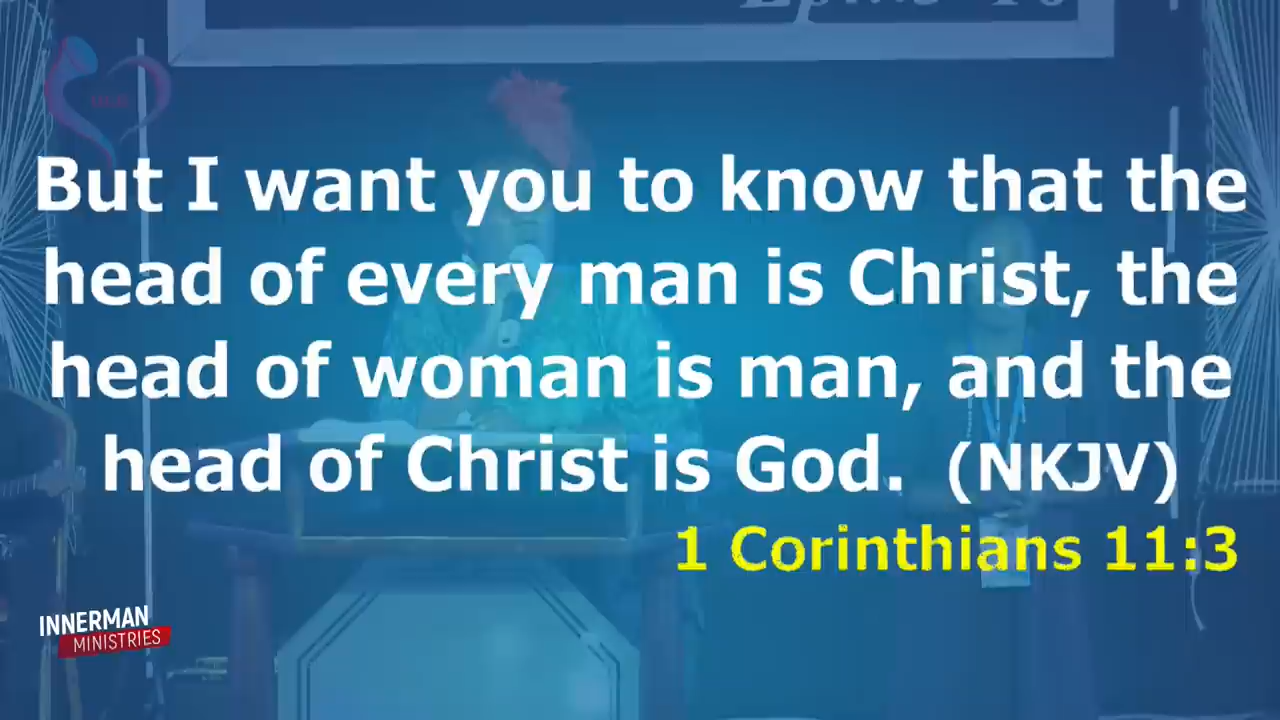 But I want you to know that the
head of every man is Christ, the
head of woman is man, and the
head of Christ is God.  (NKJV)
1 Corinthians 11:3
INNERMAN
MINISTRIES